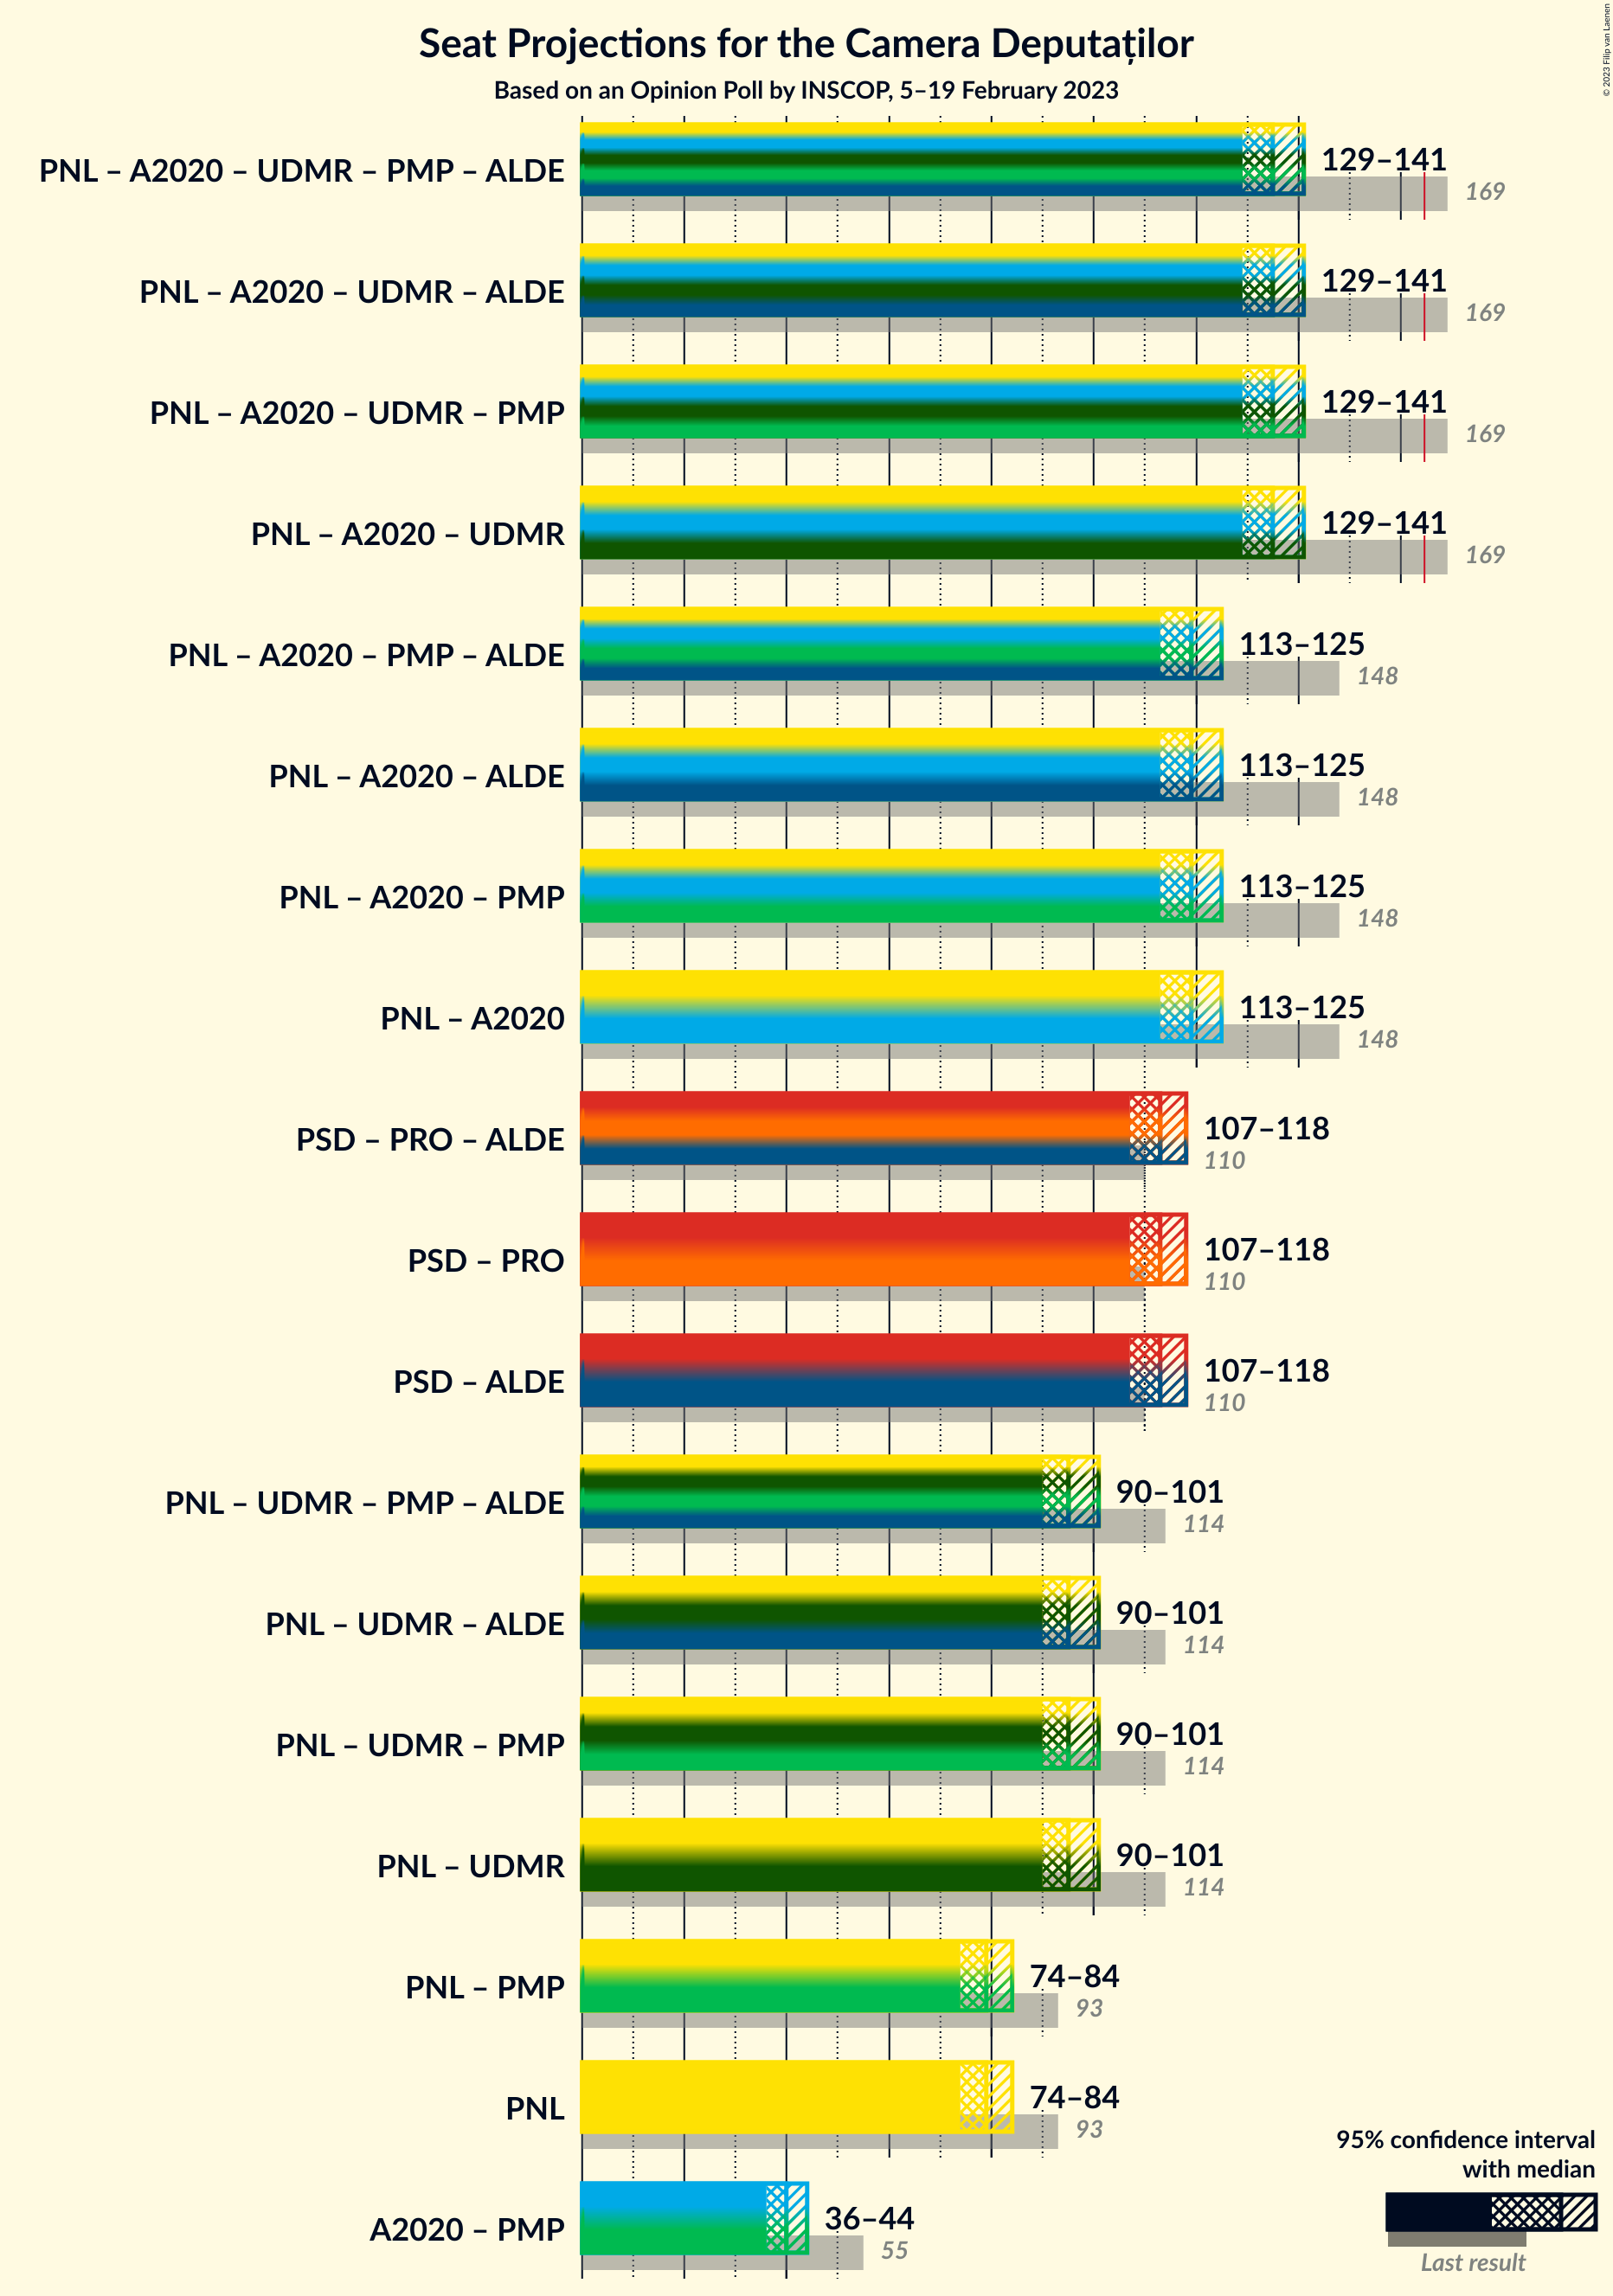 © 2023 Filip van Laenen
Seat Projections for the Camera Deputaților
Based on an Opinion Poll by INSCOP, 5–19 February 2023
PNL – A2020 – UDMR – PMP – ALDE
129–141
169
PNL – A2020 – UDMR – ALDE
129–141
169
PNL – A2020 – UDMR – PMP
129–141
169
PNL – A2020 – UDMR
129–141
169
PNL – A2020 – PMP – ALDE
113–125
148
PNL – A2020 – ALDE
113–125
148
PNL – A2020 – PMP
113–125
148
PNL – A2020
113–125
148
PSD – PRO – ALDE
107–118
110
PSD – PRO
107–118
110
PSD – ALDE
107–118
110
PNL – UDMR – PMP – ALDE
90–101
114
PNL – UDMR – ALDE
90–101
114
PNL – UDMR – PMP
90–101
114
PNL – UDMR
90–101
114
PNL – PMP
74–84
93
PNL
74–84
93
A2020 – PMP
36–44
55
95% confidence interval
with median
Last result